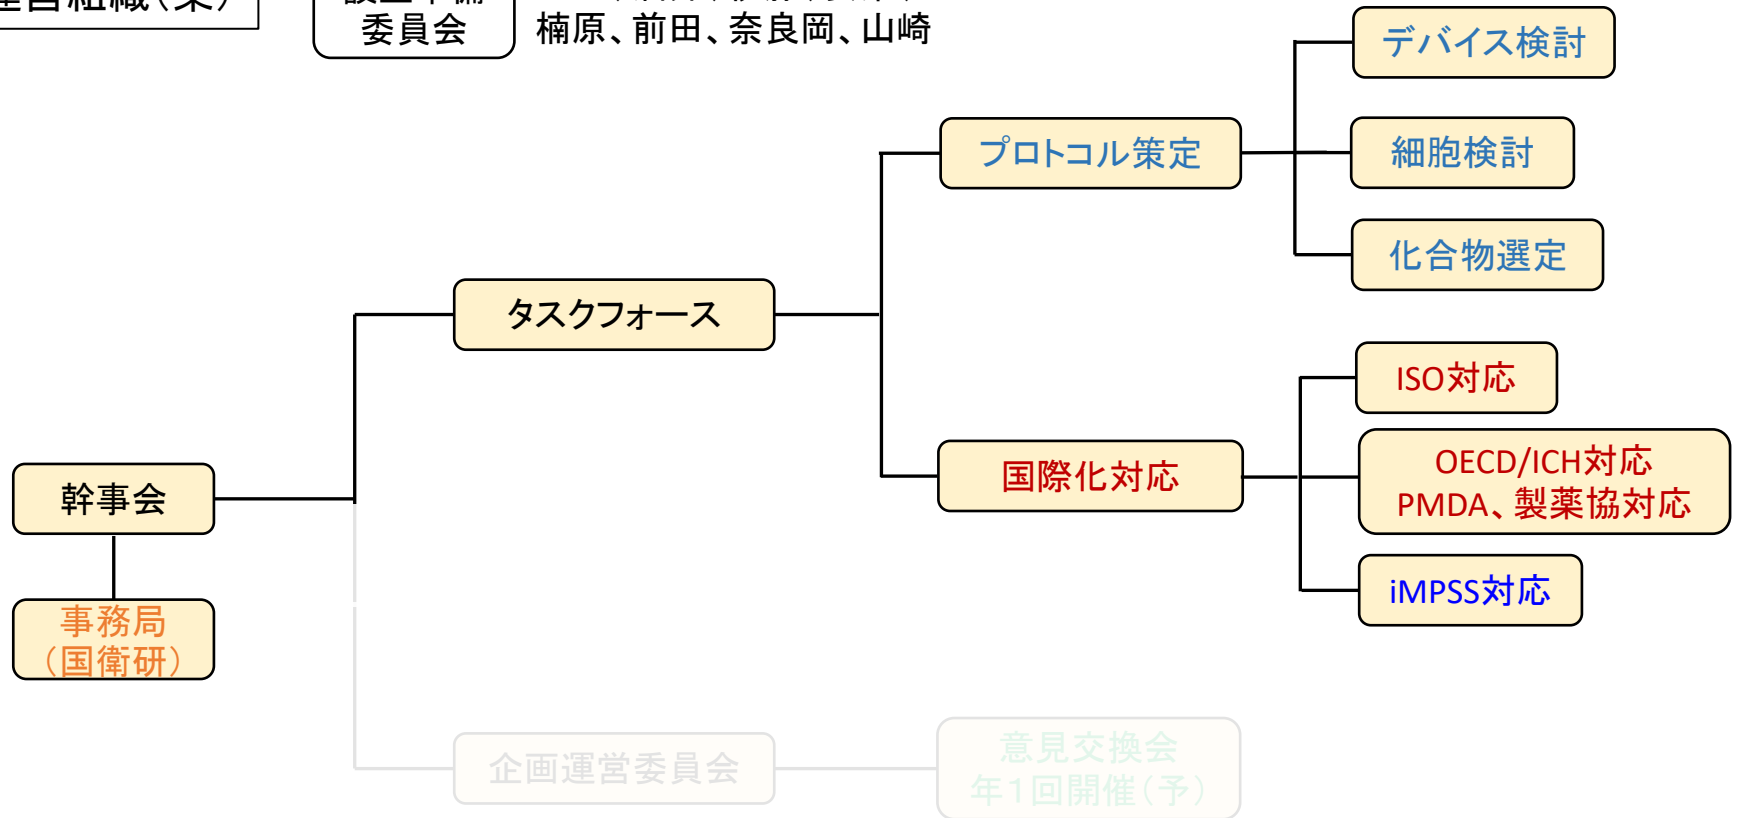 組織(案)
委員会
楠原、前田、奈良岡、山崎
デバイス検討
プロトコル策定
細胞検討
化合物選定
タスクフォース
ISO対応
国際化対応
OECD/ICH対応
PMDA、製薬協対応
幹事会
iMPSS対応
事務局
(国衛研)
企画運営委員会
意見交換会
年1回開催(予)